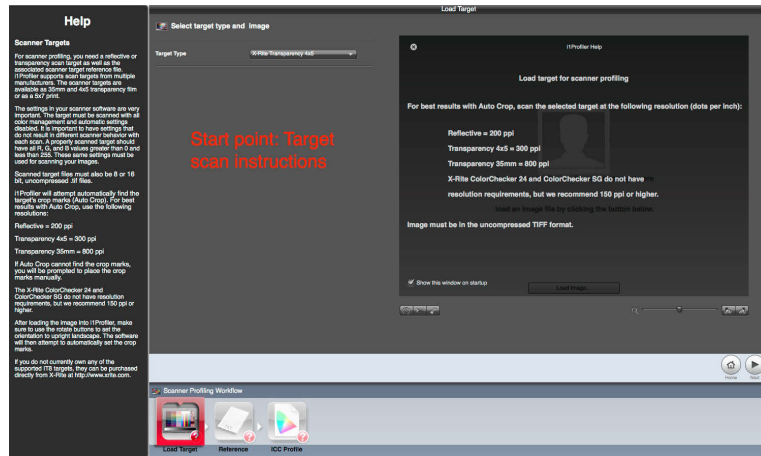 Load Target
Help
Scanner Targets
For scanner profiling, you need a reflective or
transparency scan target as well as the
associated scanner target reference file.
i1Profiler supports scan targets from multiple
manufacturers. The scanner targets are
available as 35mm and 4x5 transparency film
or as a 5x7 print.
The settings in your scanner software are very
important. The target must be scanned with all
color management and automatic settings
disabled. It is important to have settings that
do not result in different scanner behavior with
each scan. A properly scanned target should
have all R, G, and B values greater than 0 and
less than 255. These same settings must be
used for scanning your images.
Scanned target files must also be 8 or 16
bit, uncompressed .tif files.
i1Profiler will attempt automatically find the
target's crop marks (Auto Crop). For best
results with Auto Crop, use the following
resolutions:
Reflective = 200 ppi
Transparency 4x5 = 300 ppi
Transparency 35mm = 800 ppi
If Auto Crop cannot find the crop marks,
you will be prompted to place the crop
marks manually.
The X-Rite ColorChecker 24 and
ColorChecker SG do not have resolution
requirements, but we recommend 150 ppi or
higher.
After loading the image into i1Profiler, make
sure to use the rotate buttons to set the
orientation to upright landscape. The software
will then attempt to automatically set the crop
marks.
If you do not currently own any of the
supported IT8 targets, they can be purchased
directly from X-Rite at http://www.xrite.com.
Select target type and image
Target Type
X-Rite Transparency 4x5
Start point: Target
scan instructions
i1Profiler Help
Load target for scanner profiling
For best results with Auto Crop, scan the selected target at the following resolution (dots per inch):
Reflective = 200 ppi
Transparency 4x5 = 300 ppi
Transparency 35mm = 800 ppi
X-Rite ColorChecker 24 and ColorChecker SG do not have
resolution requirements, but we recommend 150 ppi or higher.
load an image file by clicking the button below.
Image must be in the uncompressed TIFF format.
Show this window on startup
Load Image...
Home
Next
Scanner Profiling Workflow
Load Target
Reference
ICC Profile